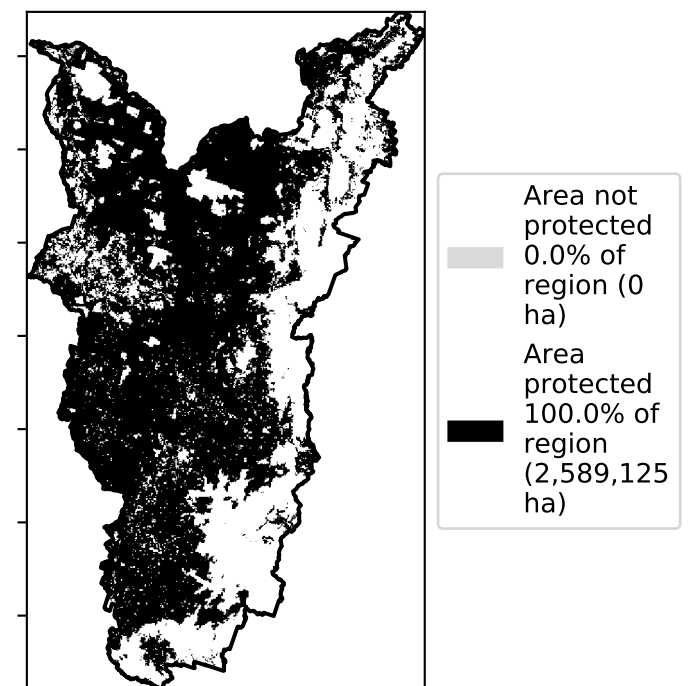 Area not
protected
0.0% of
region (0
ha)
Area
protected
100.0% of
region
(2,589,125
ha)